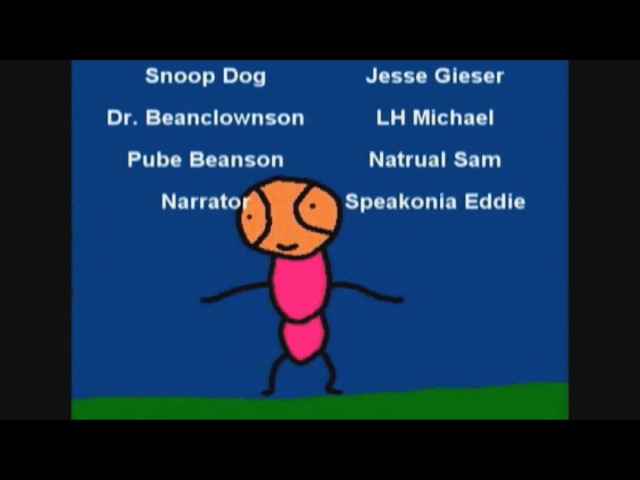 Snoop Dog Jesse Gieser
Dr. Beanclownson LH Michael
Pube Beanson Natrual Sam
Narrator Speakonia Eddie